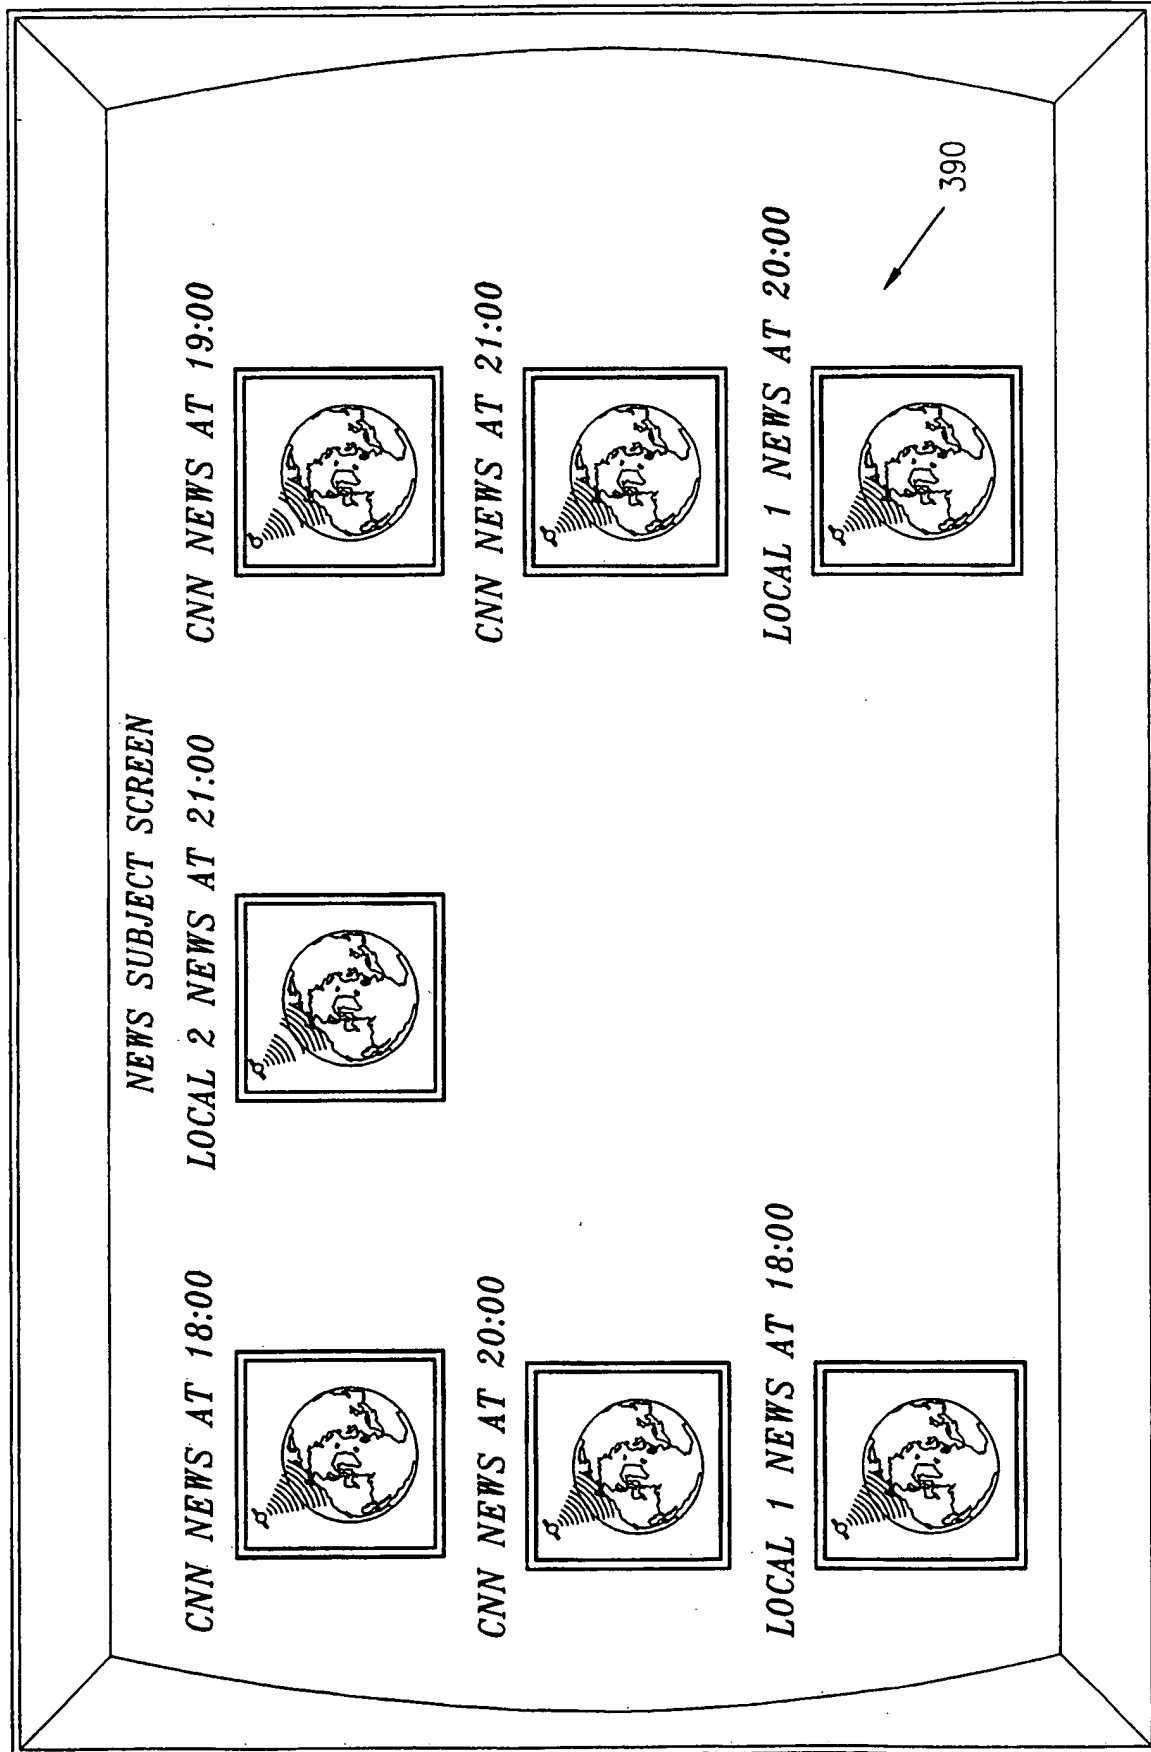 NEWS SUBJECT SCREEN
CNN NEWS AT 18:00
LOCAL 2 NEWS AT 21:00
CNN NEWS AT 19:00
CNN NEWS AT 20:00
CNN NEWS AT 21:00
LOCAL 1 NEWS AT 18:00
LOCAL 1 NEWS AT 20:00
390